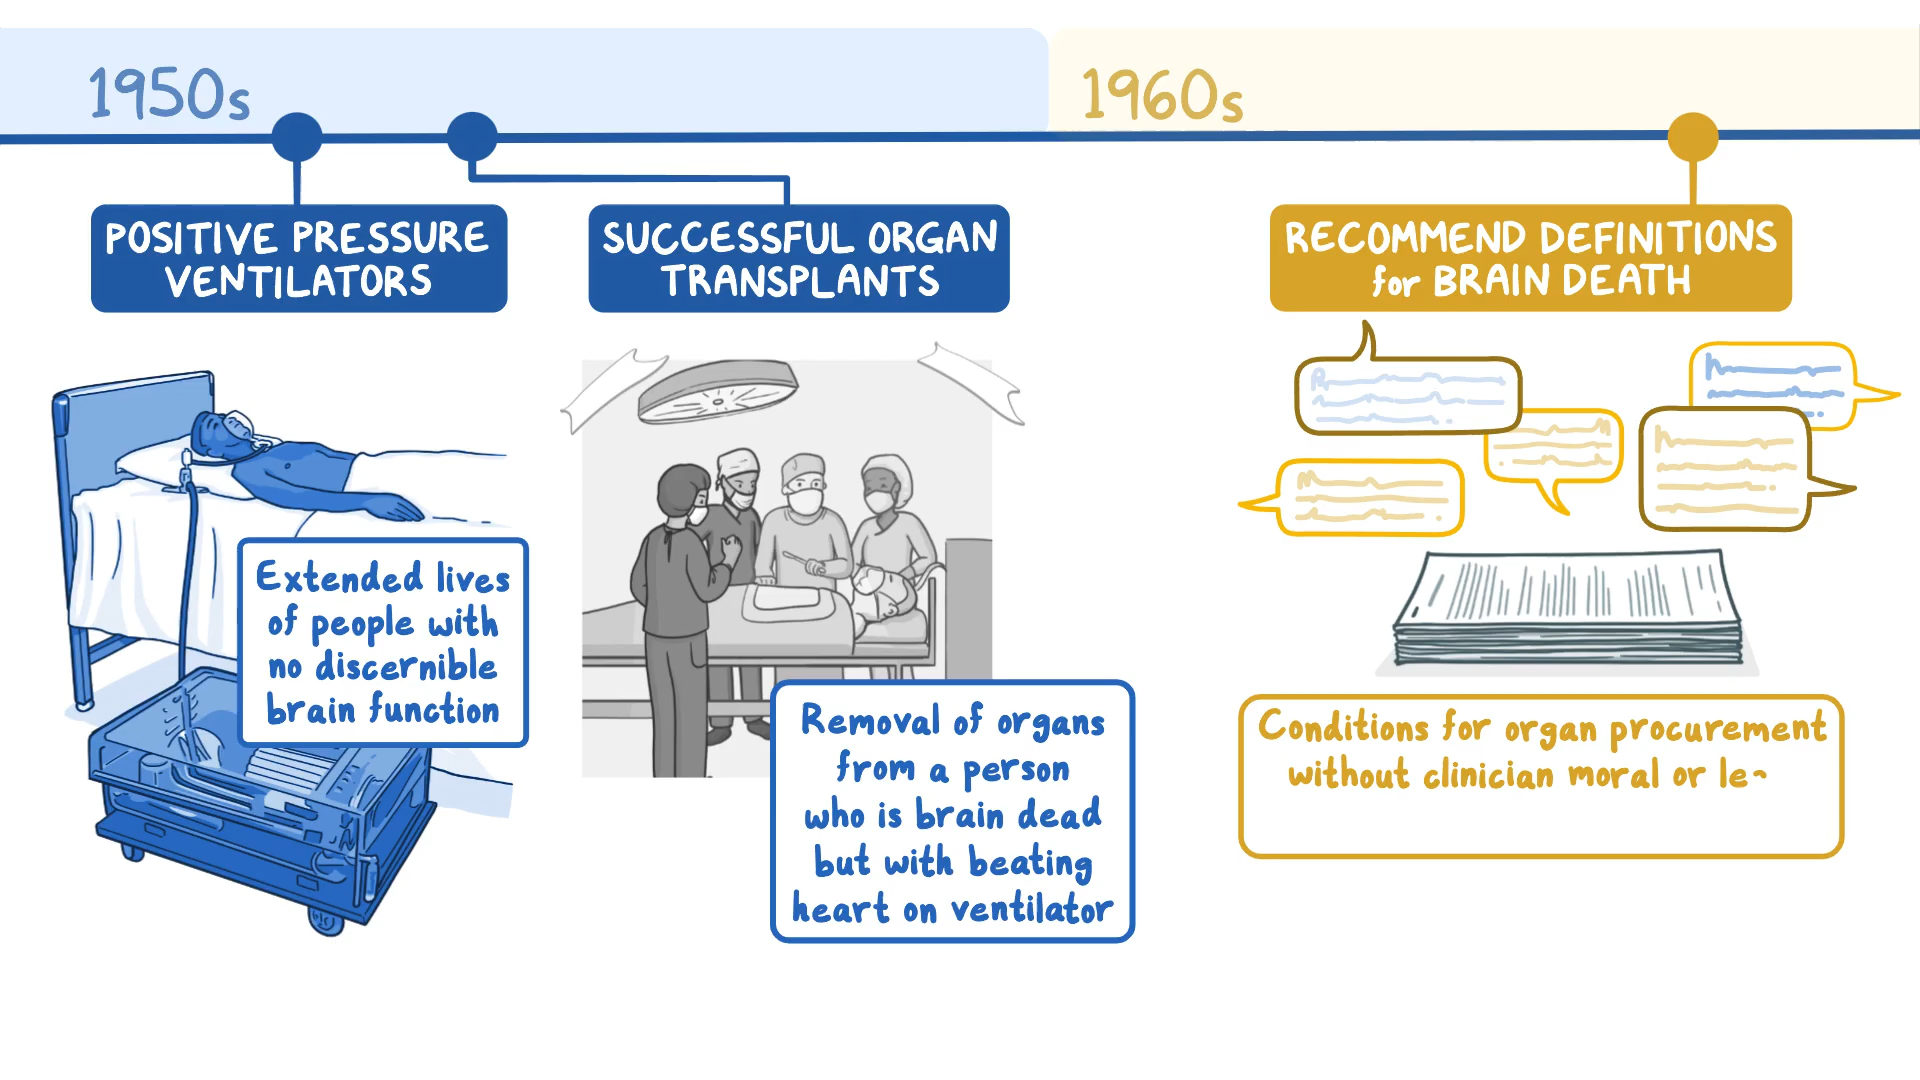 1950s
1960s
POSITIVE PRESSURE
VENTILATORS
Extended lives
of people with
no discernible
brain function
SUCCESSFUL ORGAN
TRANSPLANTS
Removal of organs
from a person
who is brain dead
but with beating
heart on ventilator
RECOMMEND DEFINITIONS
for BRAIN DEATH
Conditions for organ procurement
without clinician moral or le~